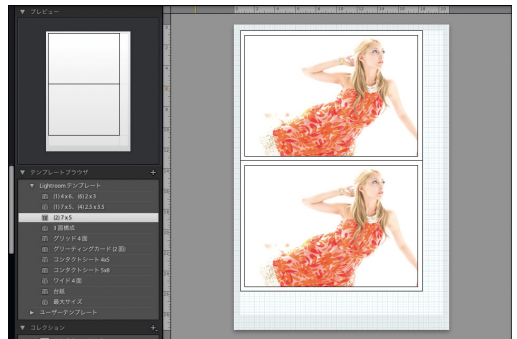 ▼ プレビュー
▼ テンプレートブラウザ +
▼ Lightroom テンプレート
(1) 4 x 6、(6) 2 x 3
(1) 7 x 5、(4) 2.5 x 3.5
(2) 7 x 5
3 面構成
グリッド 4 面
グリーティングカード (2 面)
コンタクトシート 4x5
コンタクトシート 5x8
ワイド 4 面
台紙
最大サイズ
▶ ユーザーテンプレート
▼ コレクション +